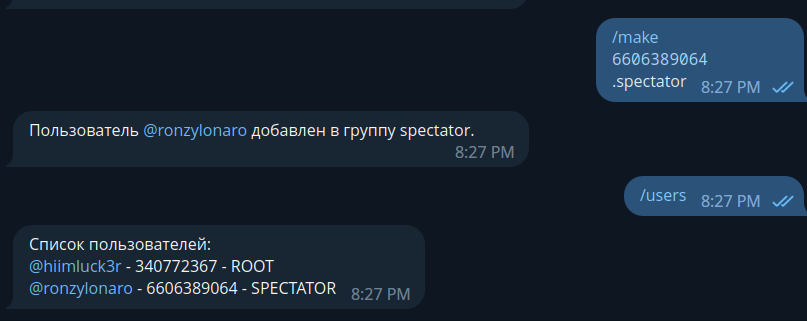 /make
6606389064
.spectator 8:27 PM
Пользователь @ronzylonaro добавлен в группу spectator.
8:27 PM
/users 8:27 PM
Список пользователей:
@hiimluck3r - 340772367 - ROOT
@ronzylonaro - 6606389064 - SPECTATOR 8:27 PM